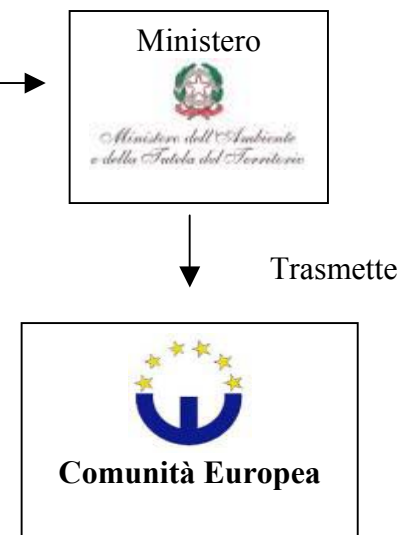 Ministero
Ministero dell'Ambiente
e della Tutela del Territorio
Trasmette
Comunità Europea